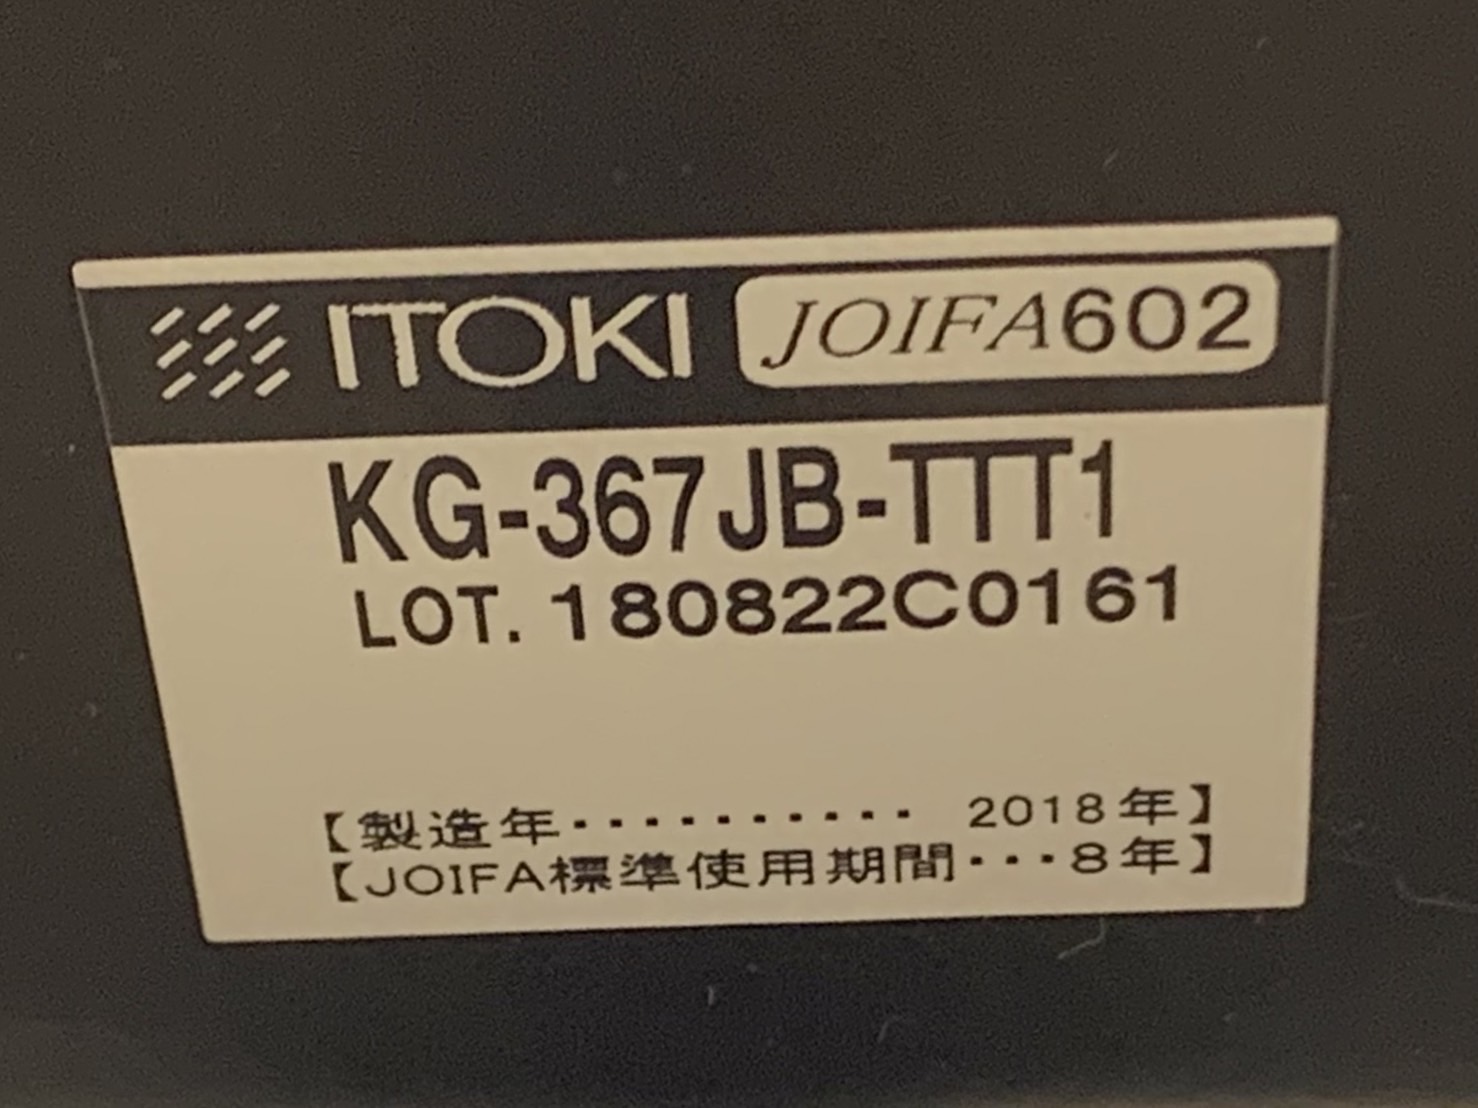 ITOKI JOIFA602
KG-367JB-TTT1
LOT. 180822C0161
【製造年・・・・・・・・・・ 2018年】
【JOIFA標準使用期間・・・8年】